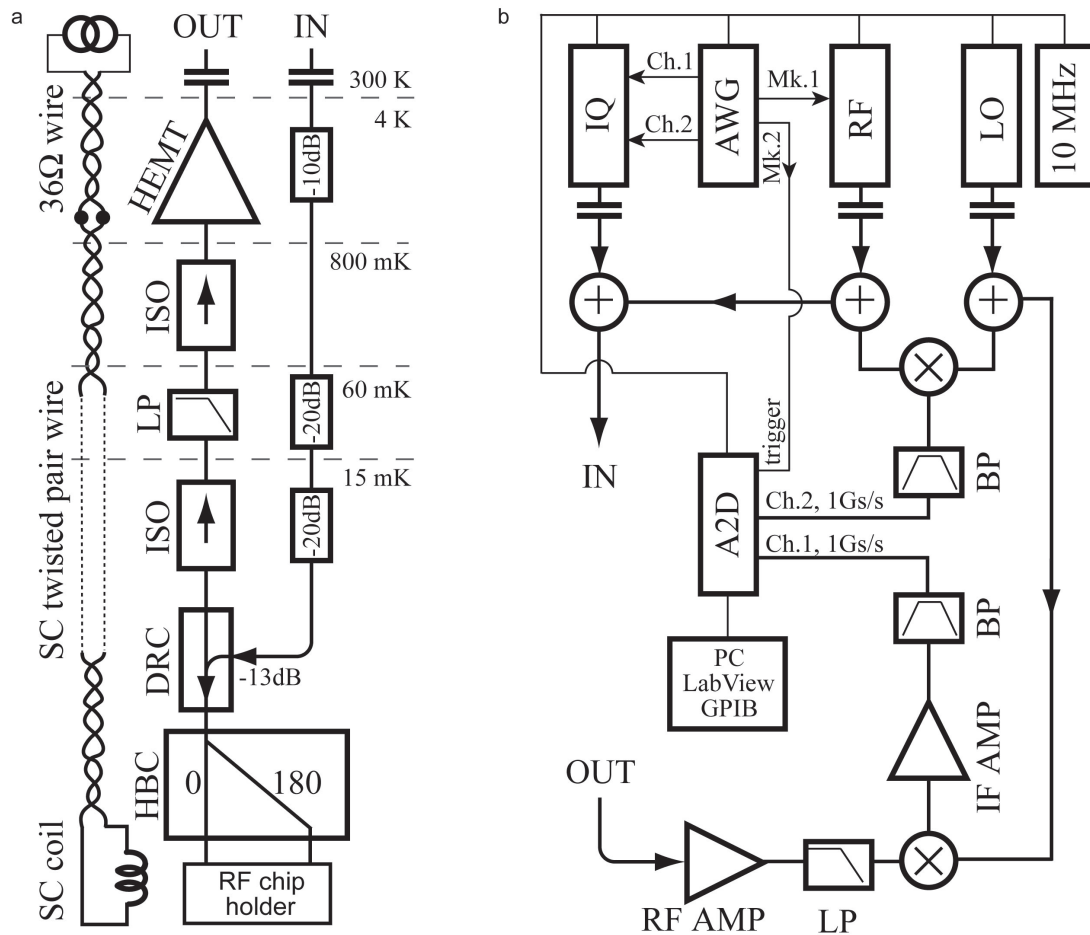 a
OUT
IN
300 K
4 K
36Ω wire
HEMT
-10dB
800 mK
ISO
60 mK
LP
-20dB
SC twisted pair wire
15 mK
ISO
-20dB
DRC
-13dB
HBC
0
180
SC coil
RF chip
holder
b
IQ
Ch.1
Ch.2
AWG
Mk.1
Mk.2
RF
LO
10 MHz
+
+
+
×
IN
trigger
BP
A2D
Ch.2, 1Gs/s
Ch.1, 1Gs/s
BP
PC
LabView
GPIB
IF AMP
OUT
×
RF AMP
LP